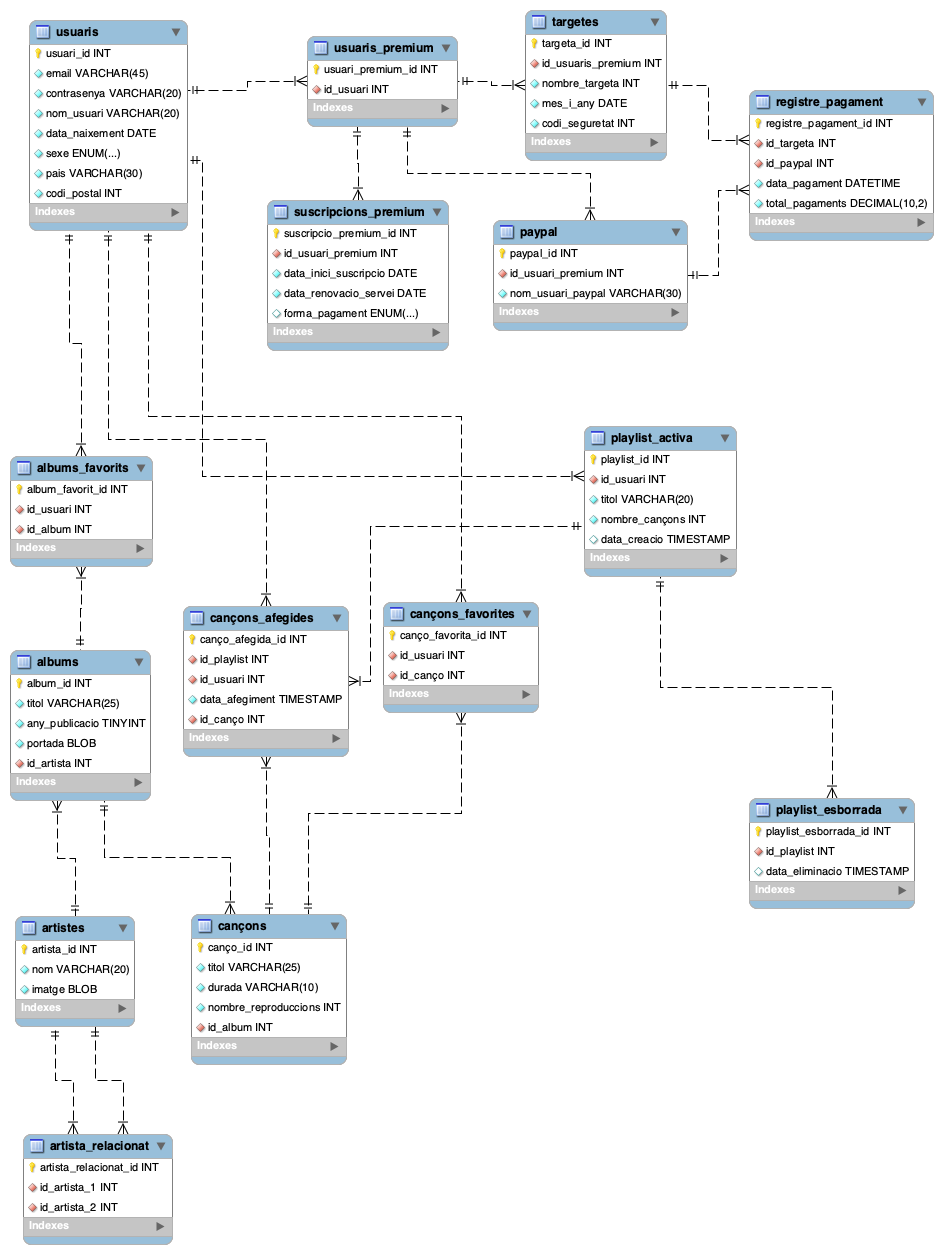 usuaris
usuari_id INT
email VARCHAR(45)
contrasenya VARCHAR(20)
nom_usuari VARCHAR(20)
data_naixement DATE
sexe ENUM(...)
pais VARCHAR(30)
codi_postal INT
Indexes
usuaris_premium
usuari_premium_id INT
id_usuari INT
Indexes
targetes
targeta_id INT
id_usuaris_premium INT
nombre_targeta INT
mes_i_any DATE
codi_seguretat INT
Indexes
registre_pagament
registre_pagament_id INT
id_targeta INT
id_paypal INT
data_pagament DATETIME
total_pagaments DECIMAL(10,2)
Indexes
suscripcions_premium
suscripcio_premium_id INT
id_usuari_premium INT
data_inici_suscripcio DATE
data_renovacio_servei DATE
forma_pagament ENUM(...)
Indexes
paypal
paypal_id INT
id_usuari_premium INT
nom_usuari_paypal VARCHAR(30)
Indexes
playlist_activa
playlist_id INT
id_usuari INT
titol VARCHAR(20)
nombre_cançons INT
data_creacio TIMESTAMP
Indexes
albums_favorits
album_favorit_id INT
id_usuari INT
id_album INT
Indexes
cançons_afegides
canço_afegida_id INT
id_playlist INT
id_usuari INT
data_afegiment TIMESTAMP
id_canço INT
Indexes
cançons_favorites
canço_favorita_id INT
id_usuari INT
id_canço INT
Indexes
albums
album_id INT
titol VARCHAR(25)
any_publicacio TINYINT
portada BLOB
id_artista INT
Indexes
playlist_esborrada
playlist_esborrada_id INT
id_playlist INT
data_eliminacio TIMESTAMP
Indexes
artistes
artista_id INT
nom VARCHAR(20)
imatge BLOB
Indexes
cançons
canço_id INT
titol VARCHAR(25)
durada VARCHAR(10)
nombre_reproduccions INT
id_album INT
Indexes
artista_relacionat
artista_relacionat_id INT
id_artista_1 INT
id_artista_2 INT
Indexes